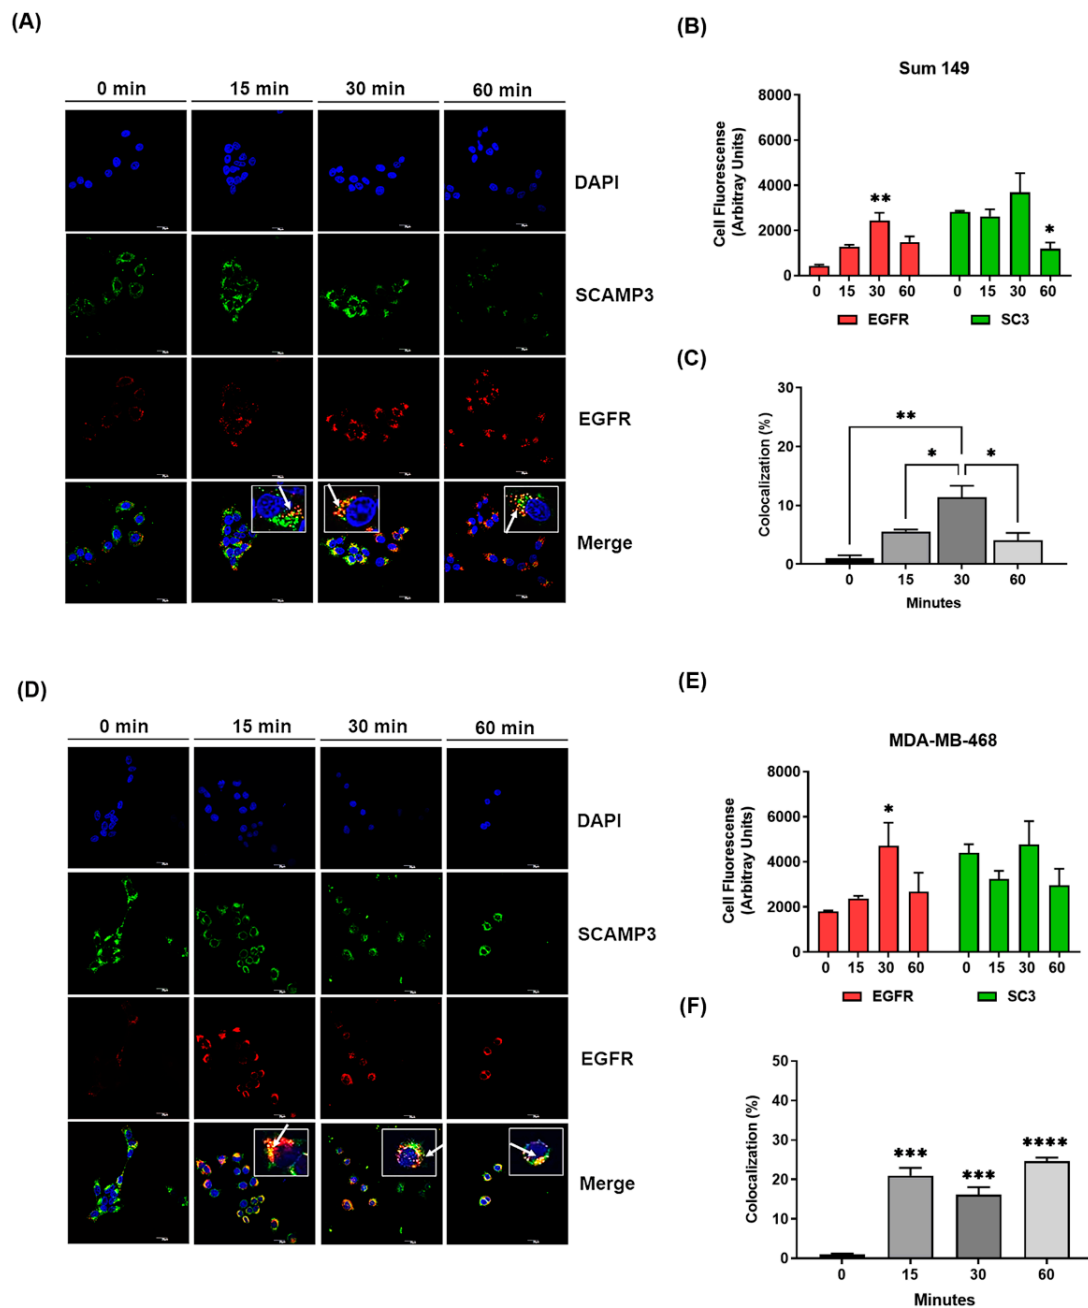 (A)
0 min 15 min 30 min 60 min
DAPI
SCAMP3
EGFR
Merge
(B)
Sum 149
Cell Fluorescense
(Arbitray Units)
8000
6000
4000
2000
0
**
*
0 15 30 60 0 15 30 60
EGFR SC3
(C)
Colocalization (%)
30
20
10
0
**
* *
0 15 30 60
Minutes
(D)
0 min 15 min 30 min 60 min
DAPI
SCAMP3
EGFR
Merge
(E)
MDA-MB-468
Cell Fluorescense
(Arbitray Units)
8000
6000
4000
2000
0
*
0 15 30 60 0 15 30 60
EGFR SC3
(F)
Colocalization (%)
50
40
30
20
10
0
*** *** ****
0 15 30 60
Minutes